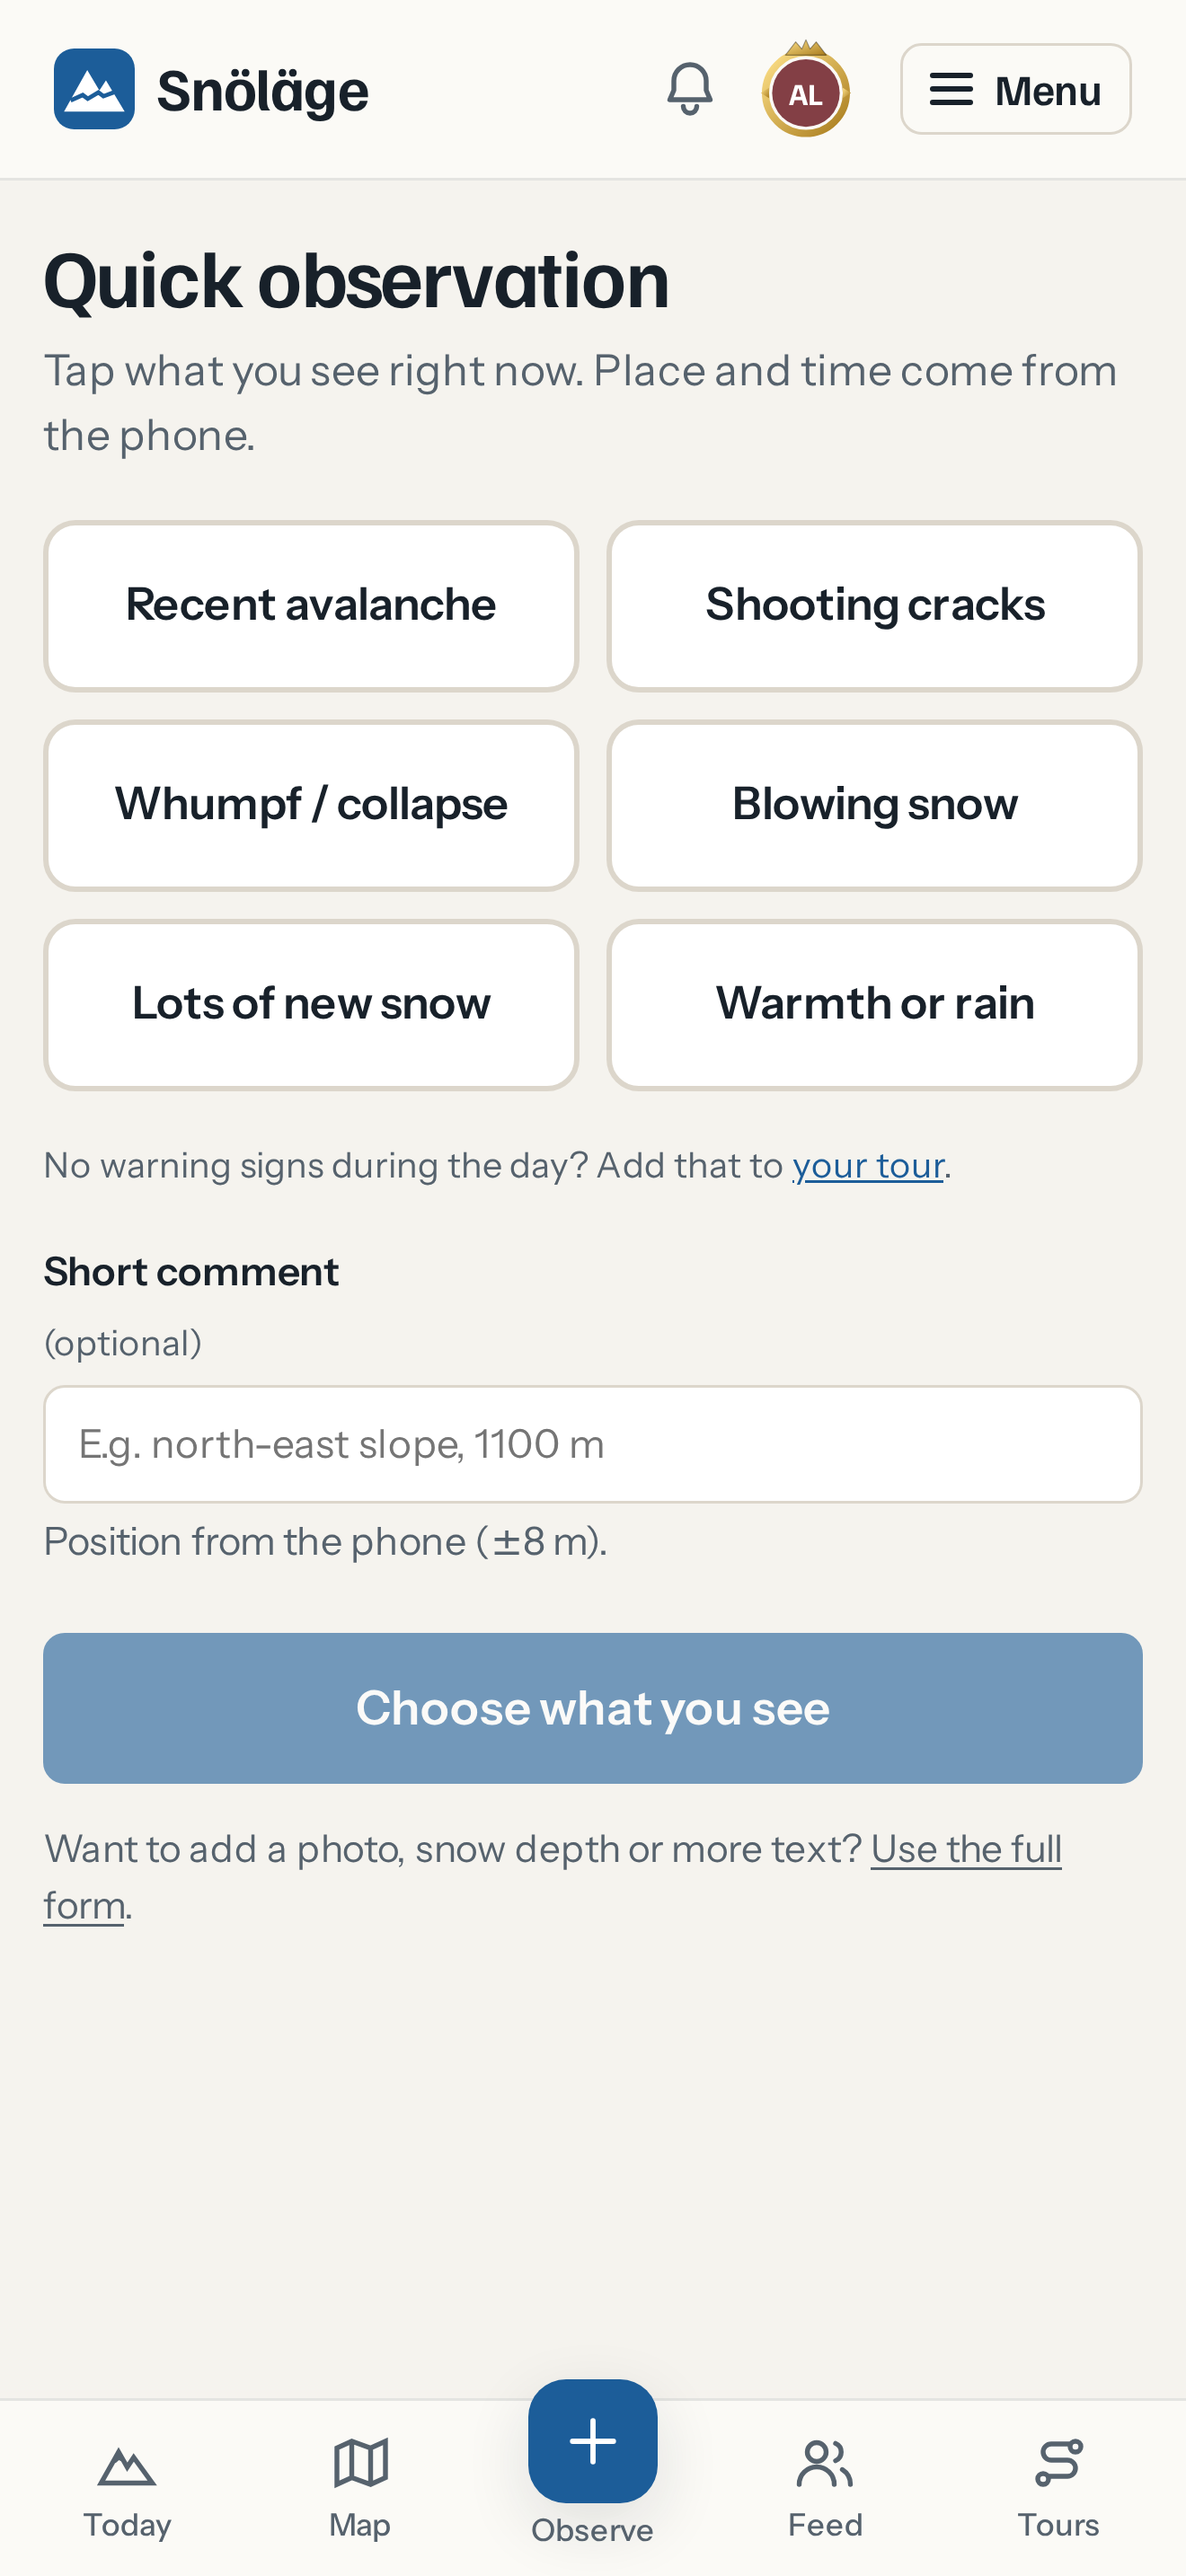 Snöläge
AL
Menu
Quick observation
Tap what you see right now. Place and time come from
the phone.
Recent avalanche
Shooting cracks
Whumpf / collapse
Blowing snow
Lots of new snow
Warmth or rain
No warning signs during the day? Add that to your tour.
Short comment
(optional)
E.g. north-east slope, 1100 m
Position from the phone (±8 m).
Choose what you see
Want to add a photo, snow depth or more text? Use the full
form.
Today
Map
Observe
Feed
Tours